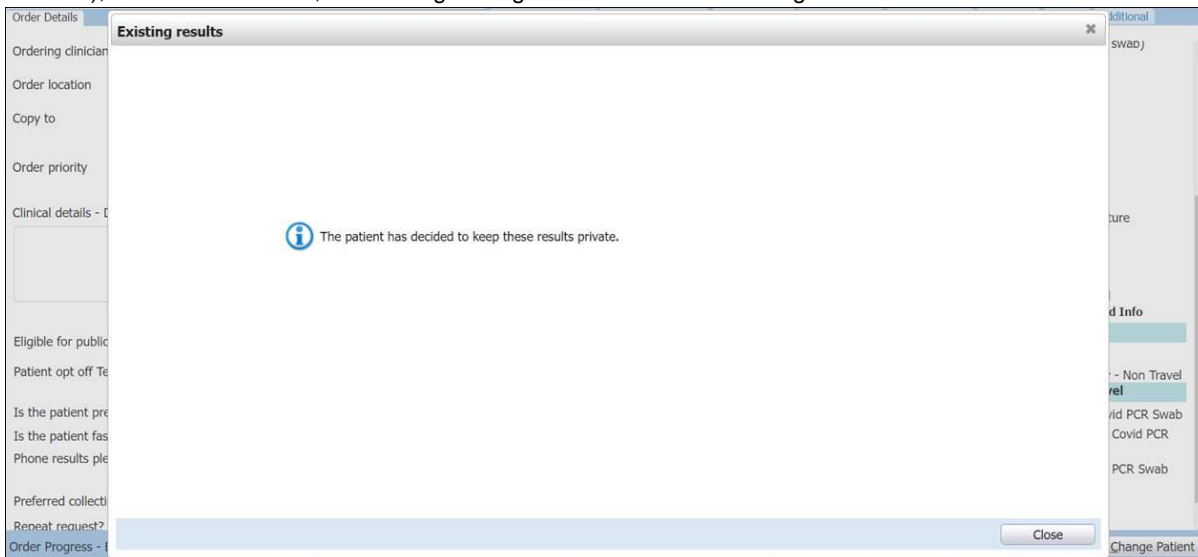 Order Details
Existing results
Ordering clinician
swab)
Order location
Copy to
Order priority
Clinical details -
The patient has decided to keep these results private.
d Info
Eligible for public
Patient opt off Te
- Non Travel
vel
Is the patient pre
vid PCR Swab
Is the patient fas
Covid PCR
Phone results ple
PCR Swab
Preferred collecti
Repeat request?
Close
Order Progress -
Change Patient